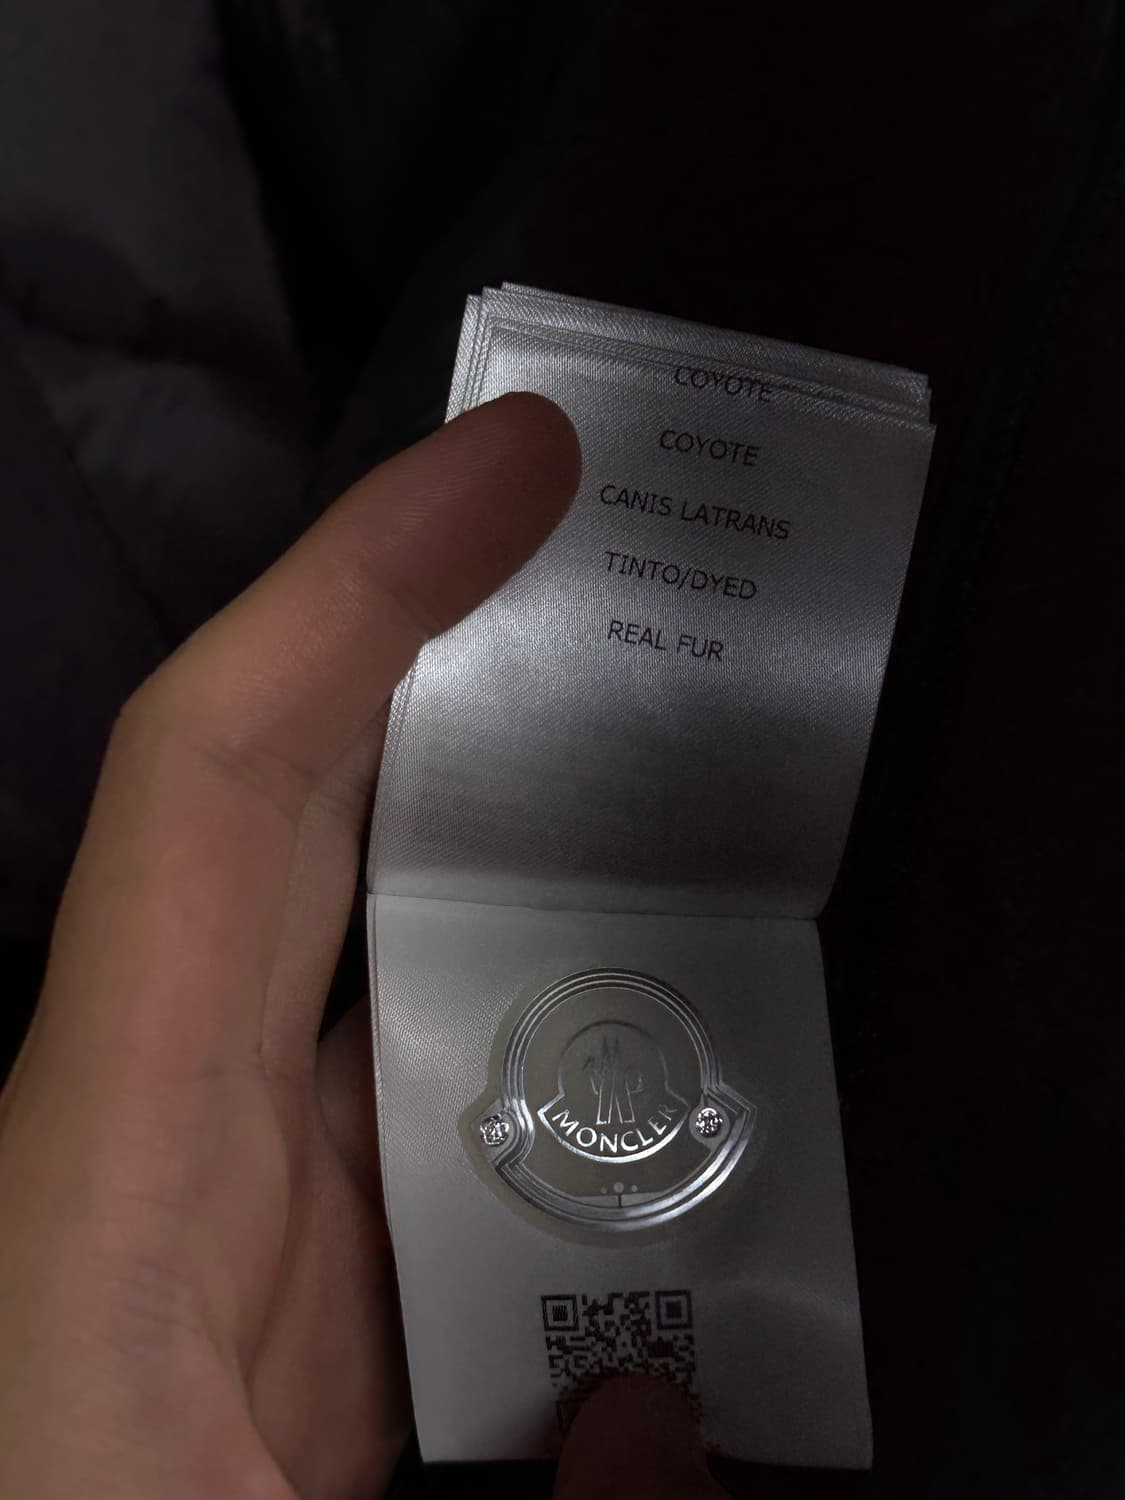 COYOTE
COYOTE
CANIS LATRANS
TINTO/DYED
REAL FUR
MONCLER